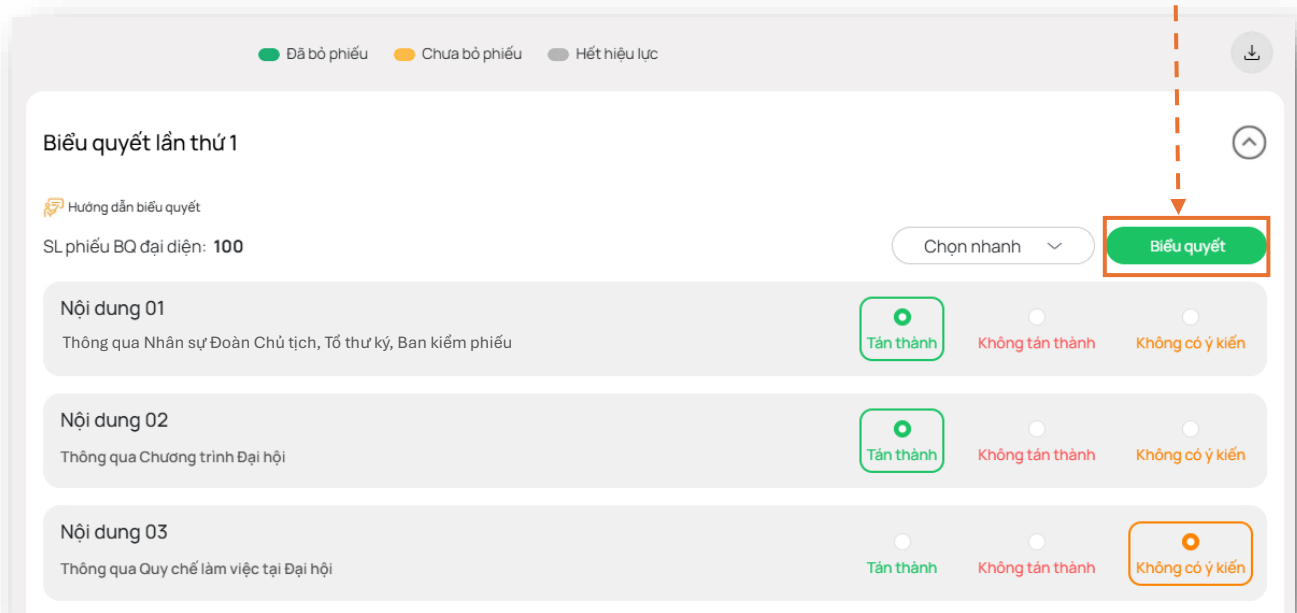 Đã bỏ phiếu Chưa bỏ phiếu Hết hiệu lực
Biểu quyết lần thứ 1
Hướng dẫn biểu quyết
SL phiếu BQ đại diện: 100
Chọn nhanh Biểu quyết
Nội dung 01
Thông qua Nhân sự Đoàn Chủ tịch, Tổ thư ký, Ban kiểm phiếu
Tán thành Không tán thành Không có ý kiến
Nội dung 02
Thông qua Chương trình Đại hội
Tán thành Không tán thành Không có ý kiến
Nội dung 03
Thông qua Quy chế làm việc tại Đại hội
Tán thành Không tán thành Không có ý kiến